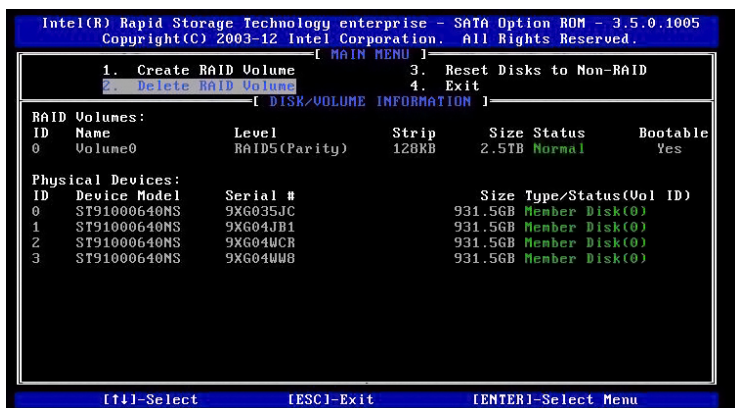 Intel(R) Rapid Storage Technology enterprise - SATA Option ROM - 3.5.0.1005
Copyright(C) 2003-12 Intel Corporation. All Rights Reserved.
[ MAIN MENU ]
1. Create RAID Volume 3. Reset Disks to Non-RAID
2. Delete RAID Volume 4. Exit
[ DISK/VOLUME INFORMATION ]
RAID Volumes:
ID Name Level Strip Size Status Bootable
0 Volume0 RAID5(Parity) 128KB 2.5TB Normal Yes
Physical Devices:
ID Device Model Serial # Size Type/Status(Vol ID)
0 ST91000640NS 9XG035JC 931.5GB Member Disk(0)
1 ST91000640NS 9XG04JB1 931.5GB Member Disk(0)
2 ST91000640NS 9XG04WCR 931.5GB Member Disk(0)
3 ST91000640NS 9XG04WW8 931.5GB Member Disk(0)
[↑↓]-Select [ESC]-Exit [ENTER]-Select Menu